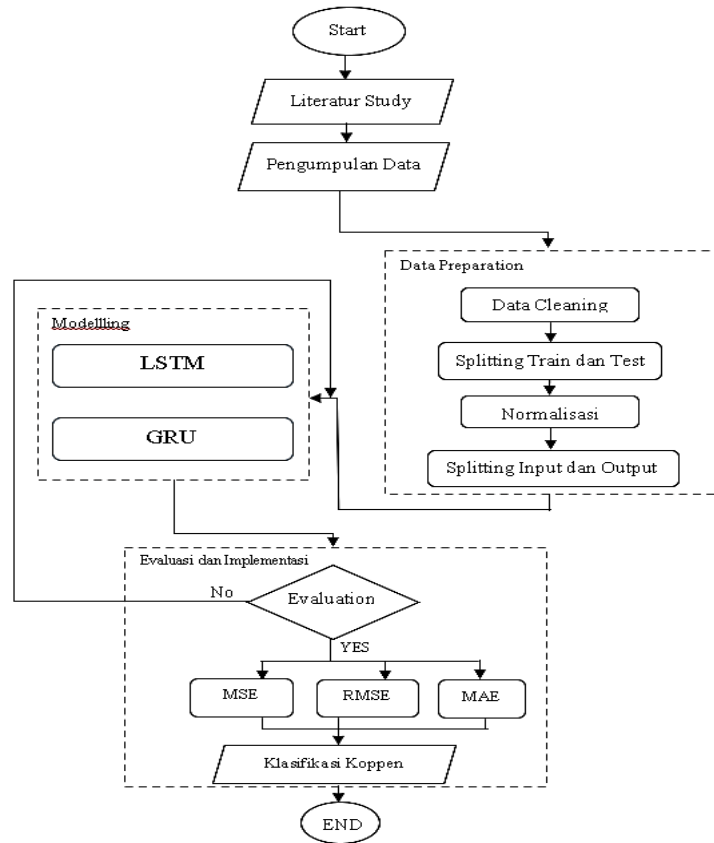 Start
Literatur Study
Pengumpulan Data
Data Preparation
Data Cleaning
Splitting Train dan Test
Normalisasi
Splitting Input dan Output
Modellling
LSTM
GRU
Evaluasi dan Implementasi
No
Evaluation
YES
MSE
RMSE
MAE
Klasifikasi Koppen
END